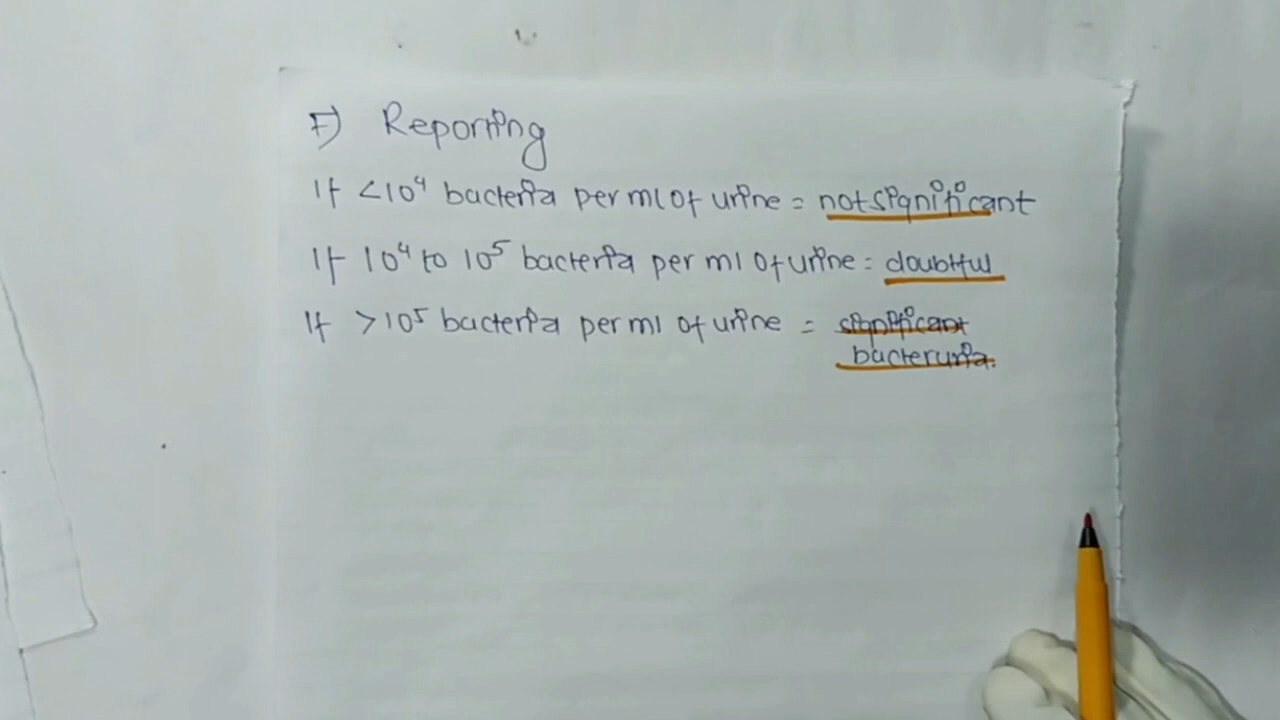 F) Reporting
If <10⁴ bacteria per ml of urine = not significant
If 10⁴ to 10⁵ bacteria per ml of urine = doubtful
If >10⁵ bacteria per ml of urine = significant
bacteruria.